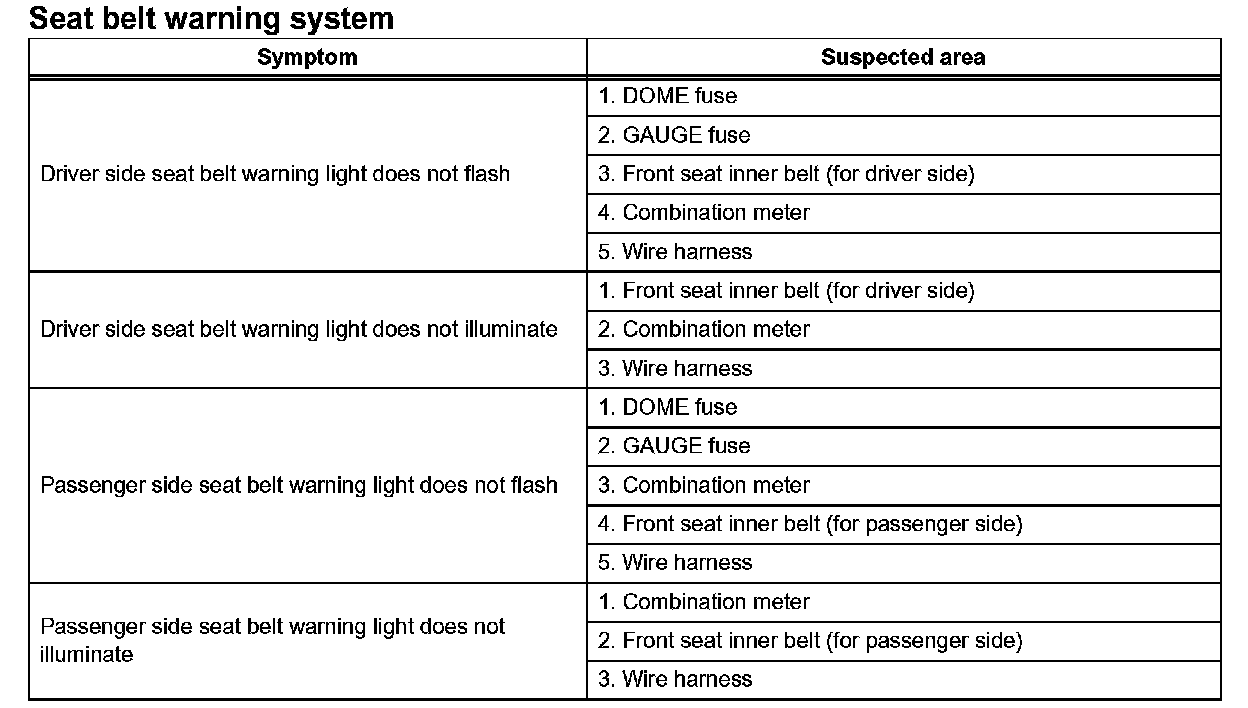 Seat belt warning system
Symptom
Suspected area
Driver side seat belt warning light does not flash
1. DOME fuse
2. GAUGE fuse
3. Front seat inner belt (for driver side)
4. Combination meter
5. Wire harness
Driver side seat belt warning light does not illuminate
1. Front seat inner belt (for driver side)
2. Combination meter
3. Wire harness
Passenger side seat belt warning light does not flash
1. DOME fuse
2. GAUGE fuse
3. Combination meter
4. Front seat inner belt (for passenger side)
5. Wire harness
Passenger side seat belt warning light does not
illuminate
1. Combination meter
2. Front seat inner belt (for passenger side)
3. Wire harness